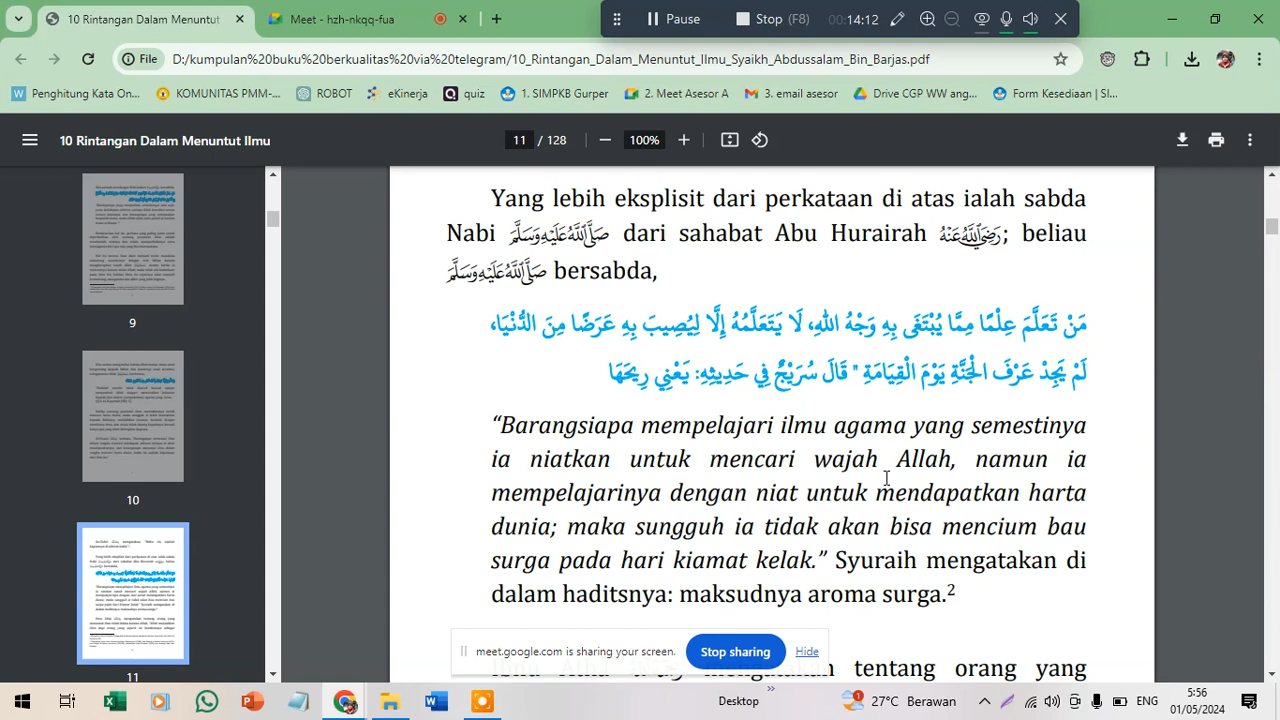 10 Rintangan Dalam Menuntut
Meet - hzh-nkqq-fua
Pause
Stop (F8)
00:14:12
File
D:/kumpulan%20buku%20berkualitas%20via%20telegram/10_Rintangan_Dalam_Menuntut_Ilmu_Syaikh_Abdussalam_Bin_Barjas.pdf
Penghitung Kata On...
KOMUNITAS PMM-...
ROBOT
eKinerja
quiz
1. SIMPKB Gurper
2. Meet Asesor A
3. email asesor
Drive CGP WW ang...
Form Kesediaan | Sl...
10 Rintangan Dalam Menuntut Ilmu
11 / 128
100%
9
10
11
Yang lebih eksplisit dari perkataan di atas ialah sabda
Nabi صَلَّى اللَّهُ عَلَيْهِ وَسَلَّمَ dari sahabat Abu Hurairah رَضِيَ اللَّهُ عَنْهُ; beliau
صَلَّى اللَّهُ عَلَيْهِ وَسَلَّمَ bersabda,
مَنْ تَعَلَّمَ عِلْمًا مِمَّا يُبْتَغَى بِهِ وَجْهُ اللهِ، لَا يَتَعَلَّمُهُ إِلَّا لِيُصِيبَ بِهِ عَرَضًا مِنَ الدُّنْيَا،
لَمْ يَجِدْ عَرْفَ الْجَنَّةِ يَوْمَ الْقِيَامَةِ " قَالَ سُرَيْجٌ فِي حَدِيثِهِ: يَعْنِي رِيحَهَا
“Barangsiapa mempelajari ilmu agama yang semestinya
ia niatkan untuk mencari wajah Allah, namun ia
mempelajarinya dengan niat untuk mendapatkan harta
dunia; maka sungguh ia tidak akan bisa mencium bau
surga pada hari kiamat kelak.” Syuraih mengatakan di
dalam haditsnya: maksudnya aroma surga.²
meet.google.com is sharing your screen.
Stop sharing
Hide
mengatakan tentang orang yang
Desktop
27°C Berawan
ENG
5:56
01/05/2024